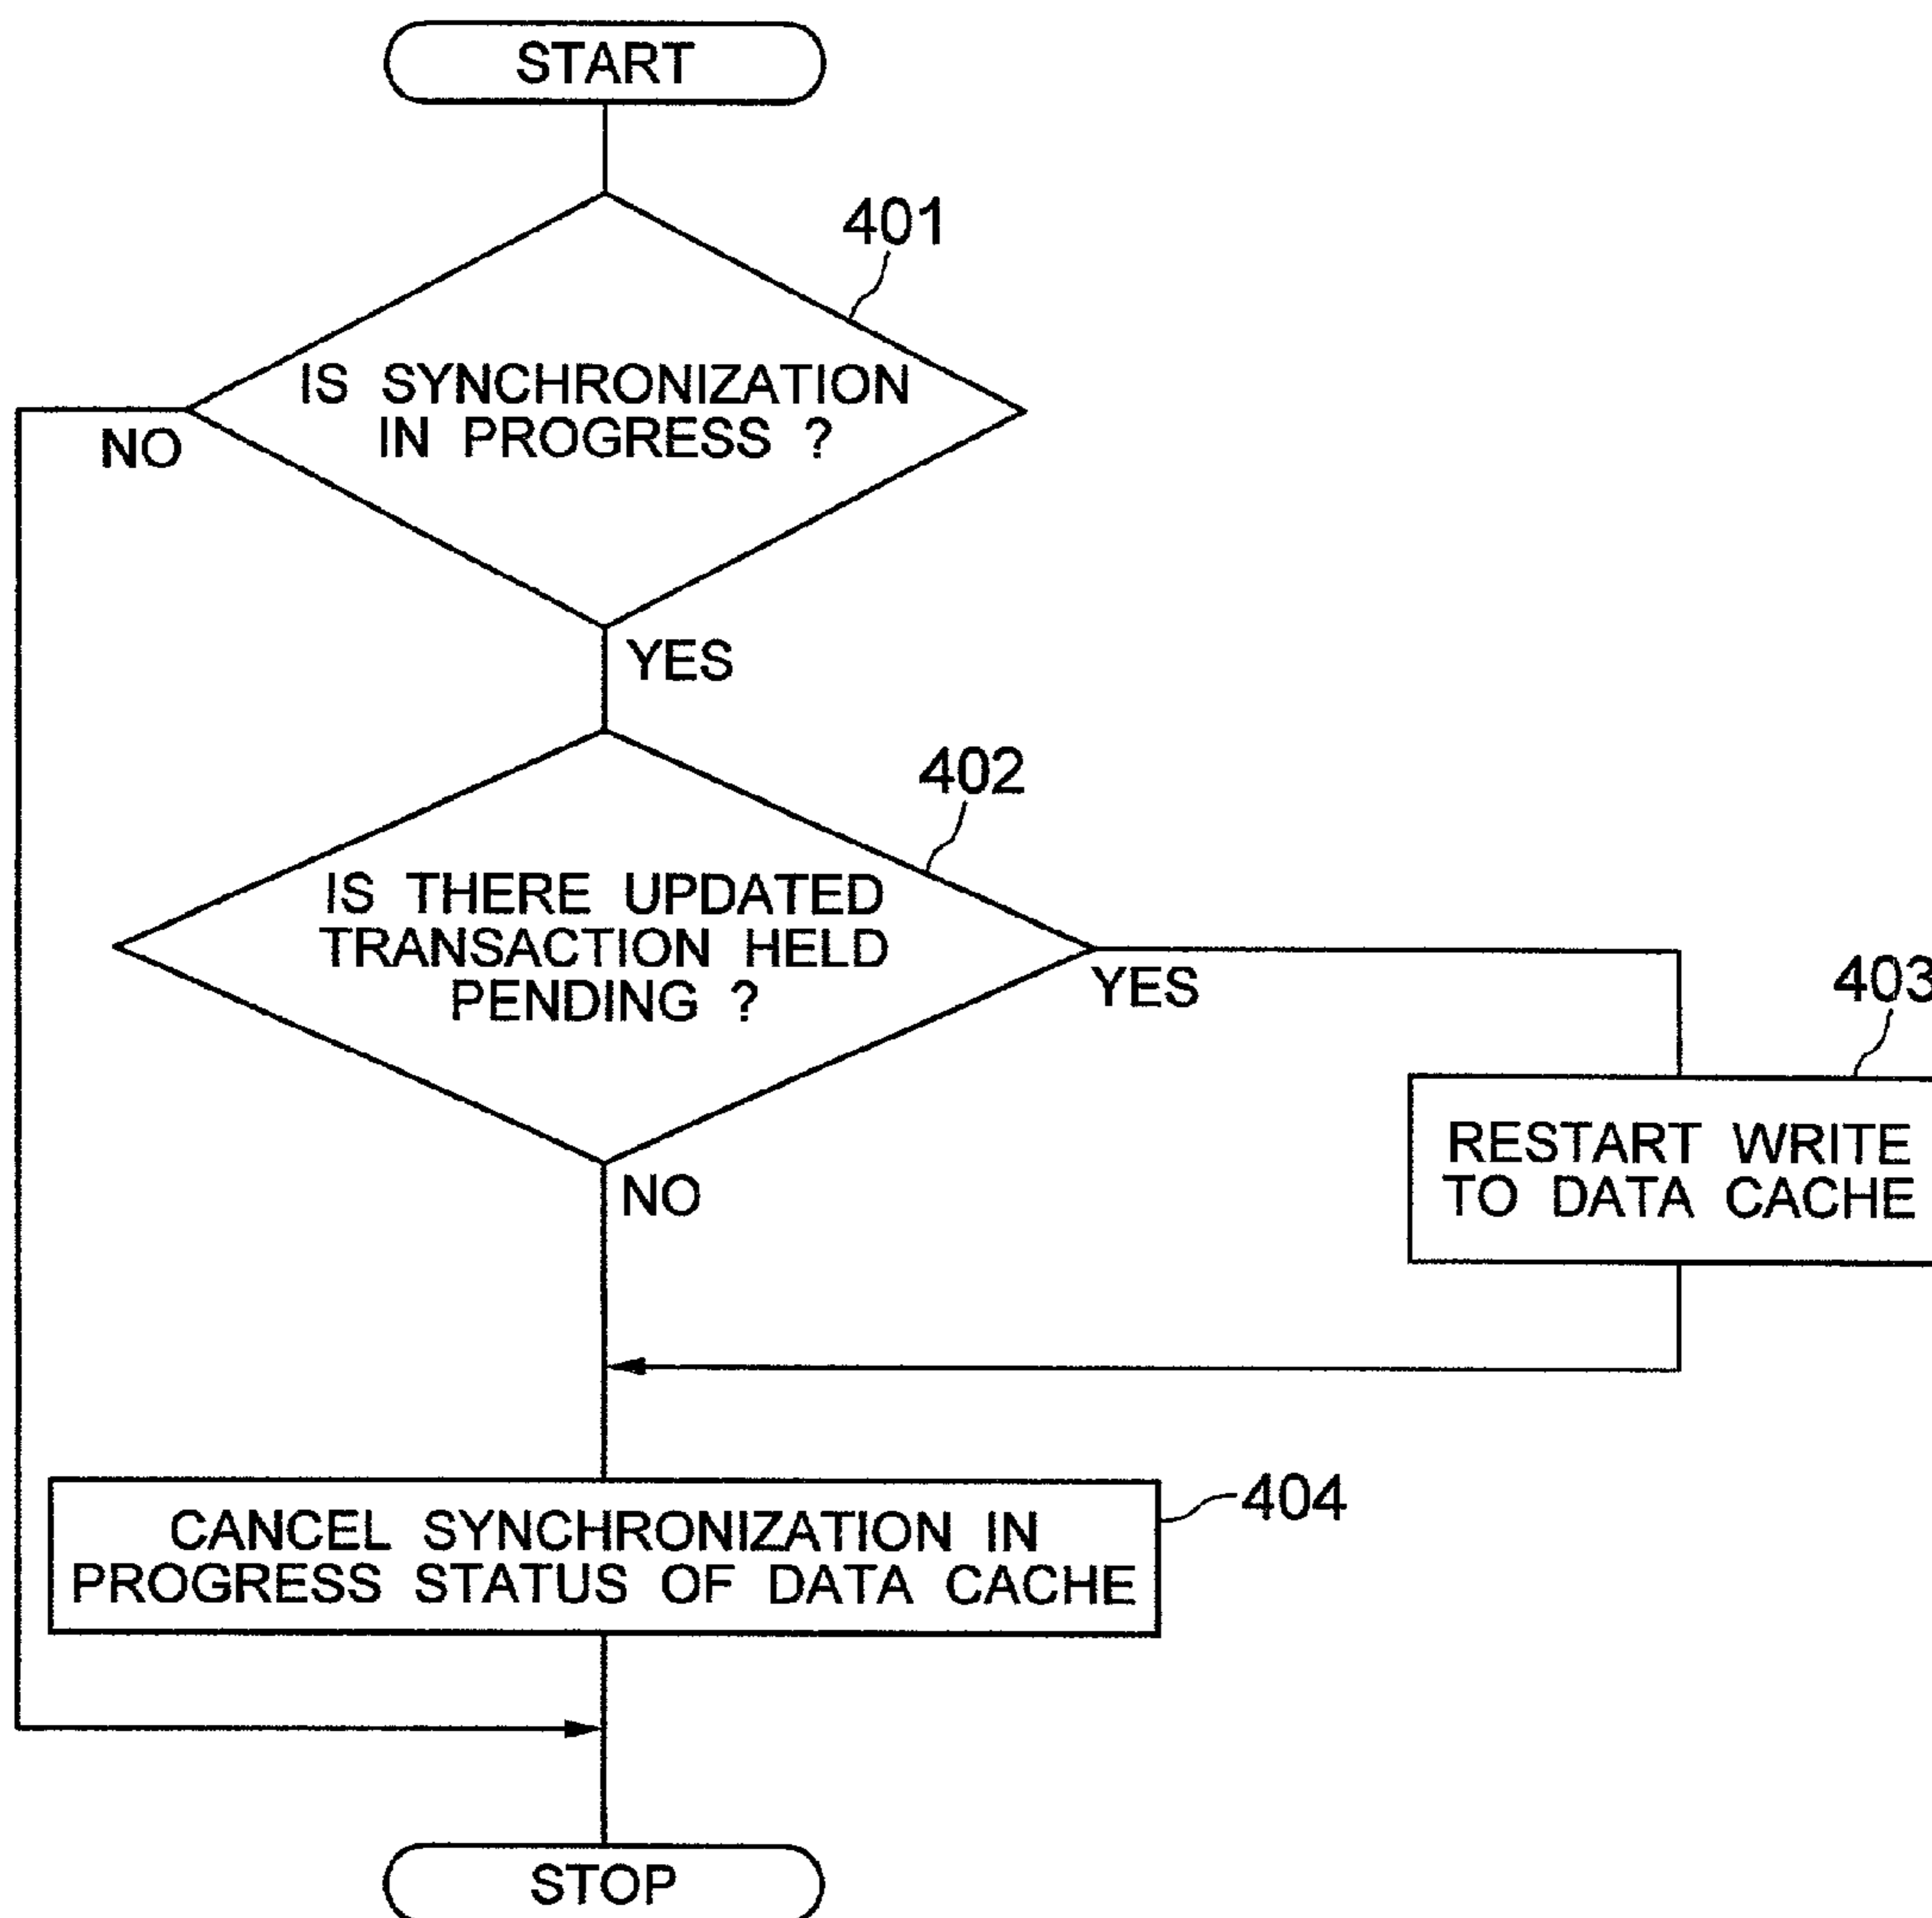 START
401
IS SYNCHRONIZATION
IN PROGRESS ?
NO
YES
402
IS THERE UPDATED
TRANSACTION HELD
PENDING ?
YES
403
RESTART WRITE
TO DATA CACHE
NO
CANCEL SYNCHRONIZATION IN
PROGRESS STATUS OF DATA CACHE
404
STOP